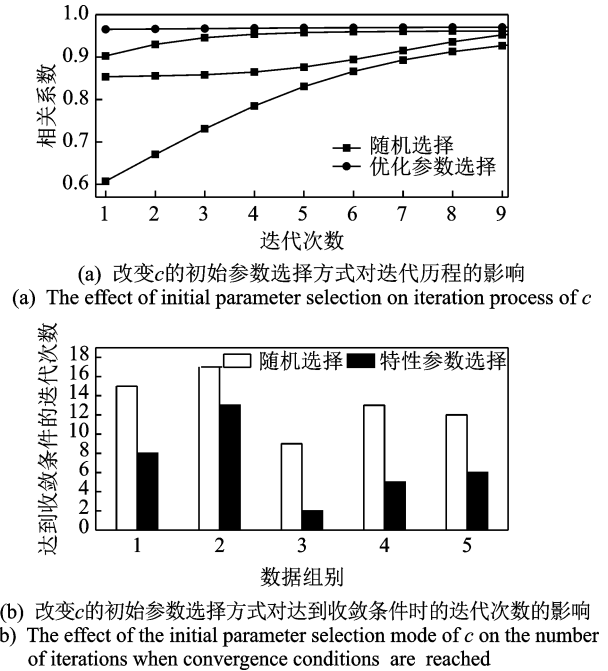 1.0
0.9
0.8
0.7
0.6
相关系数
随机选择
优化参数选择
1 2 3 4 5 6 7 8 9
迭代次数
(a) 改变c的初始参数选择方式对迭代历程的影响
(a) The effect of initial parameter selection on iteration process of c
达到收敛条件的迭代次数
18
16
14
12
10
8
6
4
2
0
随机选择 特性参数选择
1 2 3 4 5
数据组别
(b) 改变c的初始参数选择方式对达到收敛条件时的迭代次数的影响
b) The effect of the initial parameter selection mode of c on the number
of iterations when convergence conditions are reached